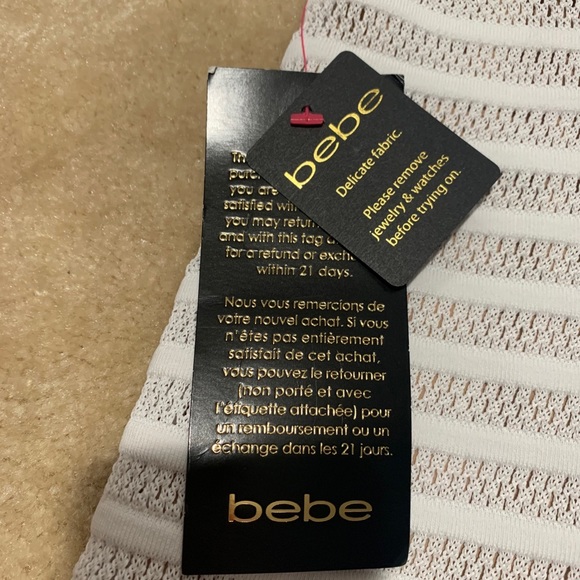 bebe
Delicate fabric.
Please remove
jewelry & watches
before trying on.
you are
satisfied
you may return
and with this tag
for a refund or
within 21 days.
Nous vous remercions de
votre nouvel achat. Si vous
n'êtes pas entièrement
satisfait de cet achat,
vous pouvez le retourner
(non porté et avec
l'étiquette attachée) pour
un remboursement ou un
échange dans les 21 jours.
bebe